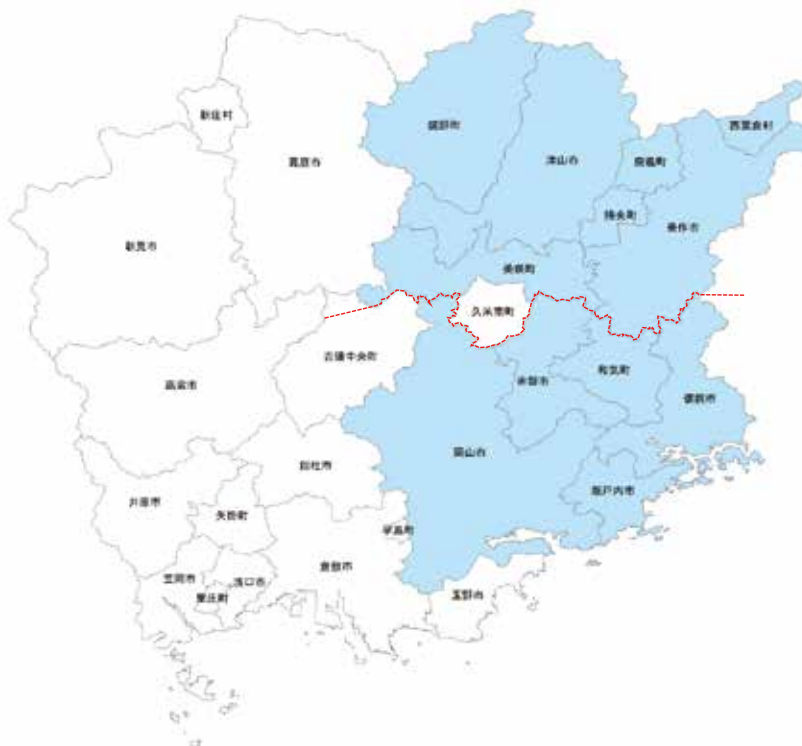 新庄村
真庭市
鏡野町
津山市
奈義町
西粟倉村
勝央町
美作市
新見市
美咲町
久米南町
吉備中央町
高梁市
赤磐市
和気町
備前市
岡山市
総社市
瀬戸内市
井原市
矢掛町
早島町
倉敷市
笠岡市
浅口市
里庄町
玉野市